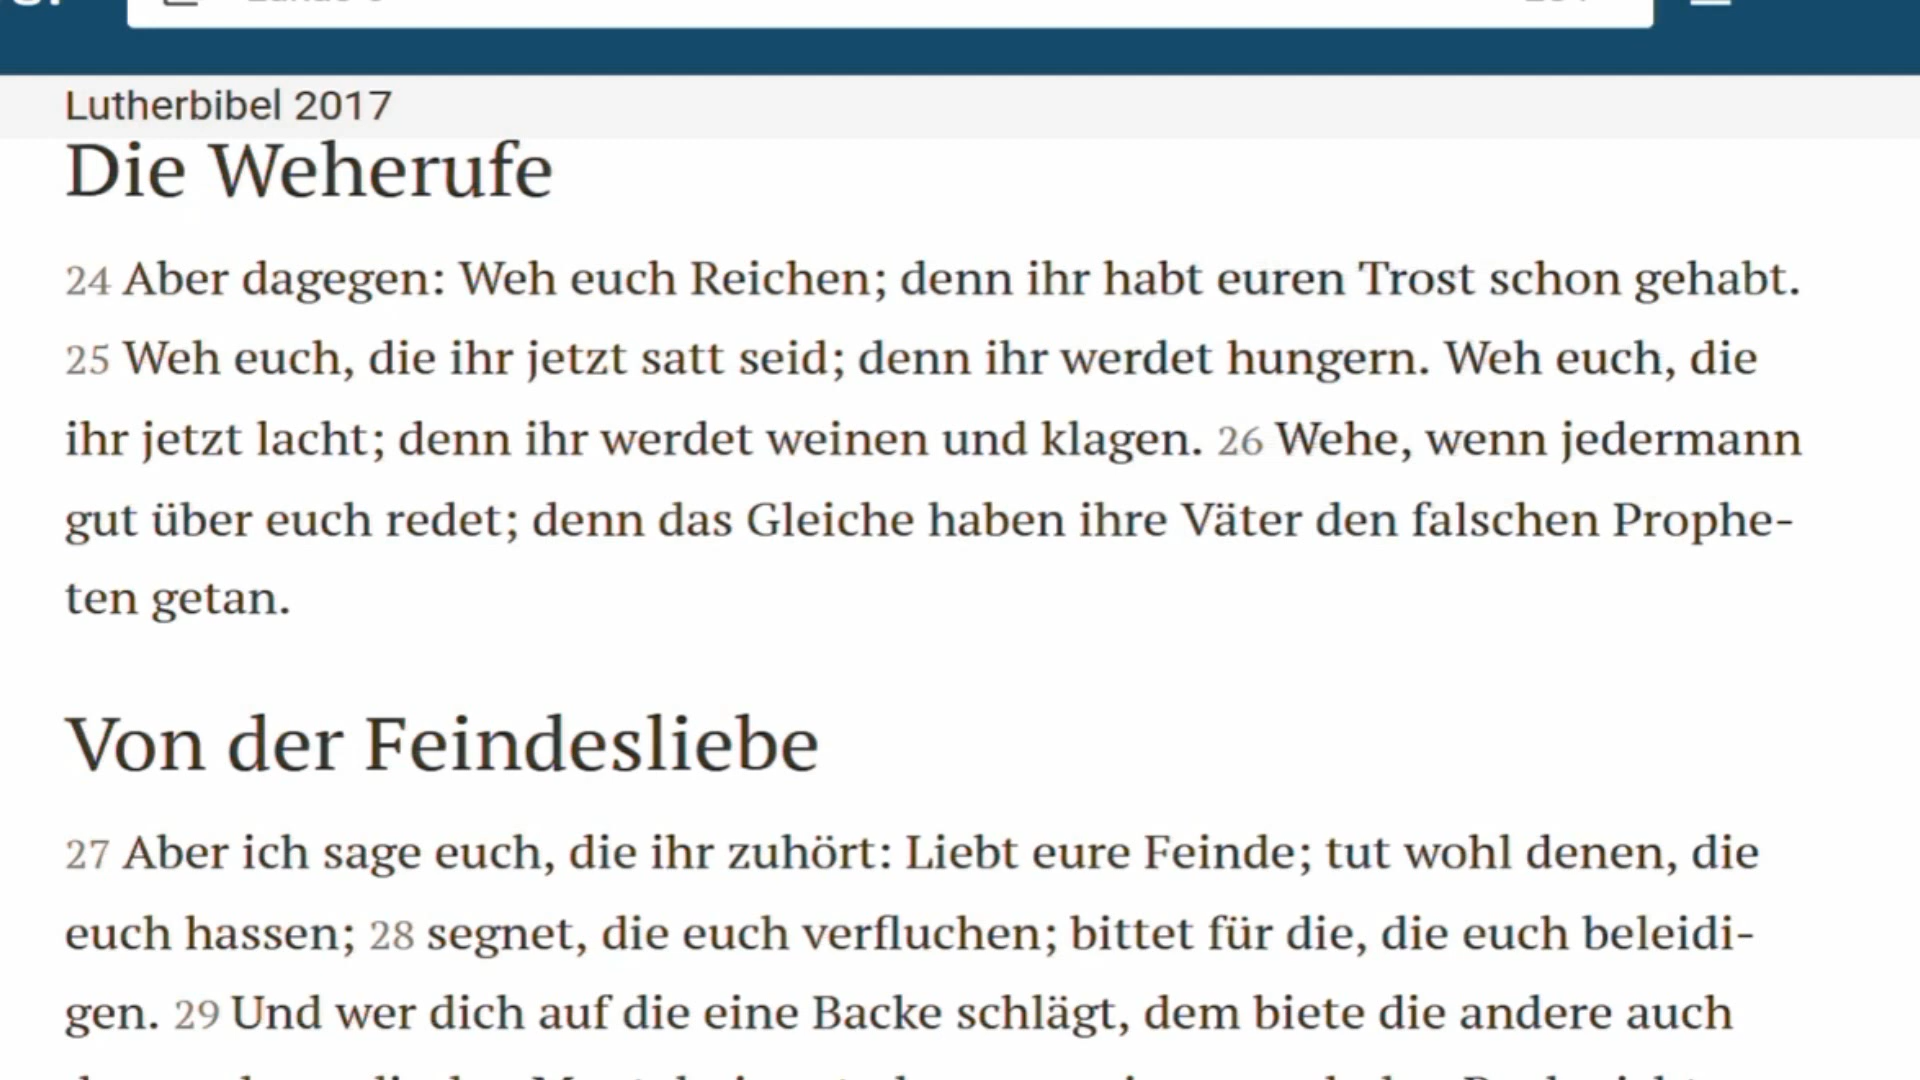 Lutherbibel 2017
Die Weherufe
24 Aber dagegen: Weh euch Reichen; denn ihr habt euren Trost schon gehabt.
25 Weh euch, die ihr jetzt satt seid; denn ihr werdet hungern. Weh euch, die
ihr jetzt lacht; denn ihr werdet weinen und klagen. 26 Wehe, wenn jedermann
gut über euch redet; denn das Gleiche haben ihre Väter den falschen Prophe-
ten getan.
Von der Feindesliebe
27 Aber ich sage euch, die ihr zuhört: Liebt eure Feinde; tut wohl denen, die
euch hassen; 28 segnet, die euch verfluchen; bittet für die, die euch beleidi-
gen. 29 Und wer dich auf die eine Backe schlägt, dem biete die andere auch